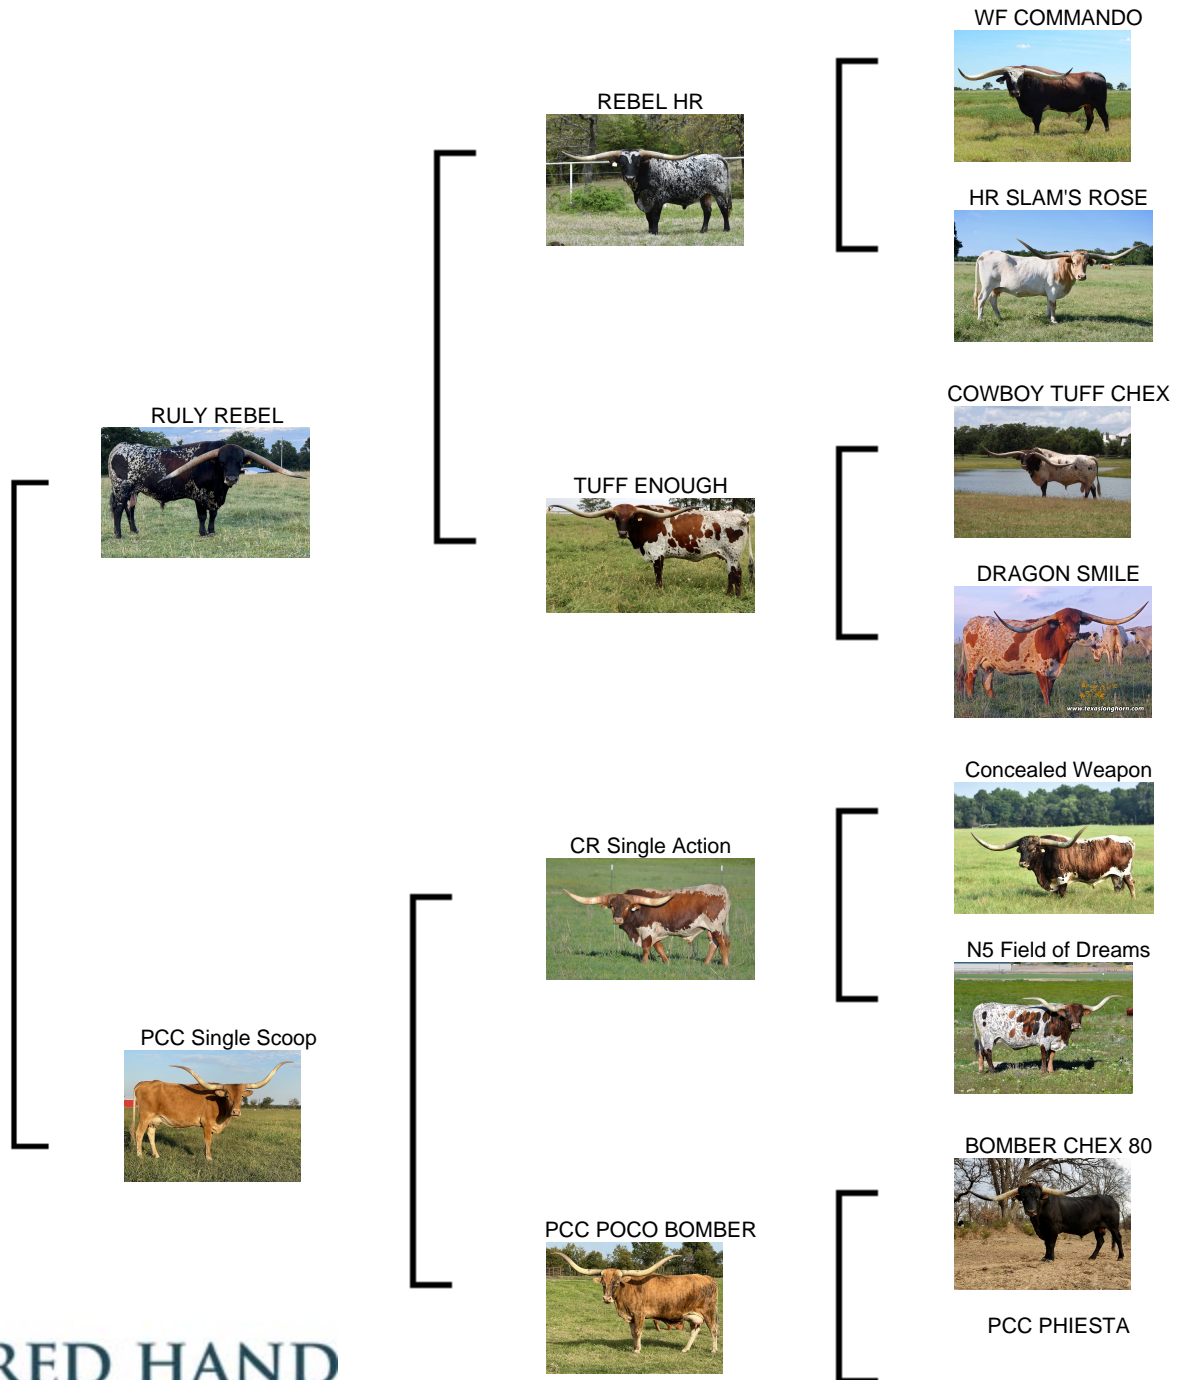 WF COMMANDO
REBEL HR
HR SLAM'S ROSE
RULY REBEL
COWBOY TUFF CHEX
TUFF ENOUGH
DRAGON SMILE
www.texaslonghorn.com
Concealed Weapon
CR Single Action
N5 Field of Dreams
PCC Single Scoop
BOMBER CHEX 80
PCC POCO BOMBER
PCC PHIESTA
RED HAND